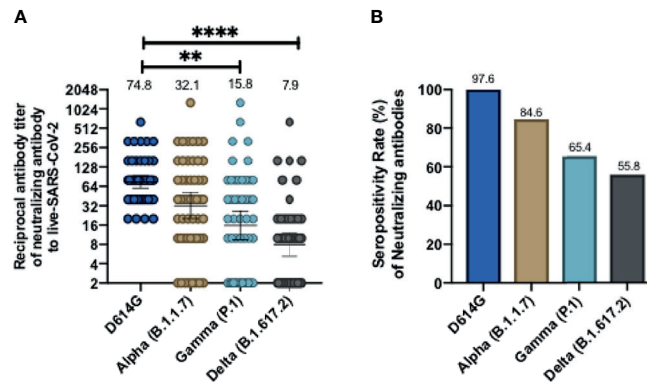 A
****
**
74.8 32.1 15.8 7.9
2048
1024
512
256
128
64
32
16
8
4
2
Reciprocal antibody titer
of neutralizing antibody
to live-SARS-CoV-2
D614G
Alpha (B.1.1.7)
Gamma (P.1)
Delta (B.1.617.2)
B
97.6
84.6
65.4
55.8
100
80
60
40
20
0
Seropositivity Rate (%)
of Neutralizing antibodies
D614G
Alpha (B.1.1.7)
Gamma (P.1)
Delta (B.1.617.2)